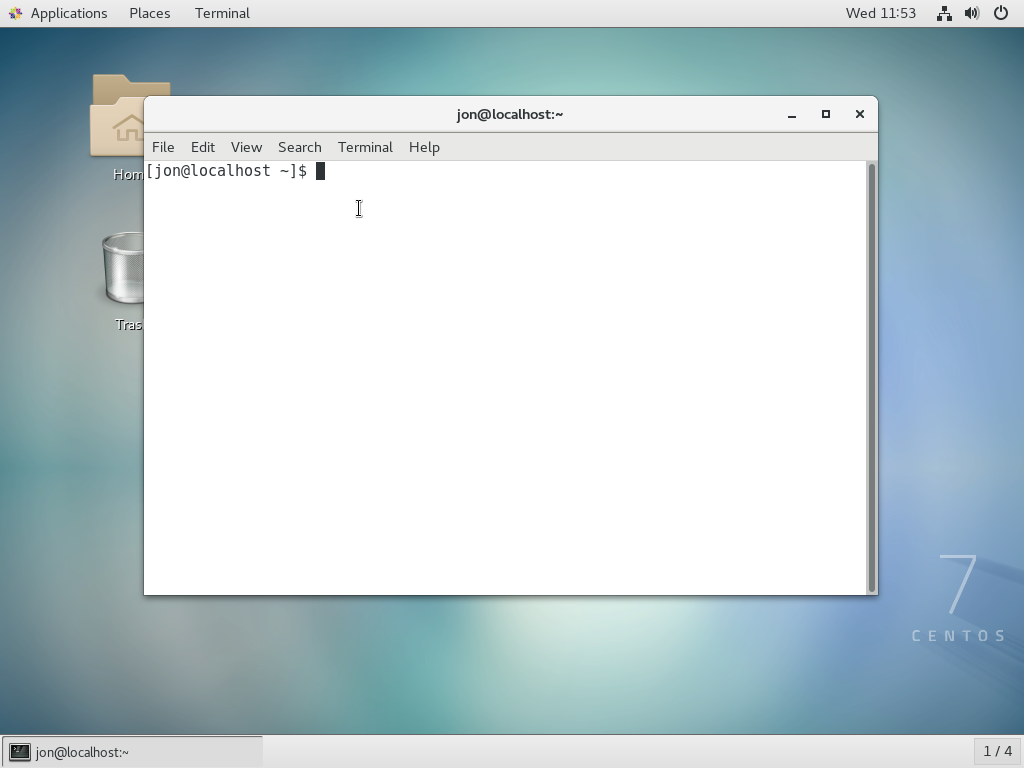 Applications Places Terminal Wed 11:53
jon@localhost:~
File Edit View Search Terminal Help
[jon@localhost ~]$
Hom
Tras
7
CENTOS
jon@localhost:~ 1 / 4